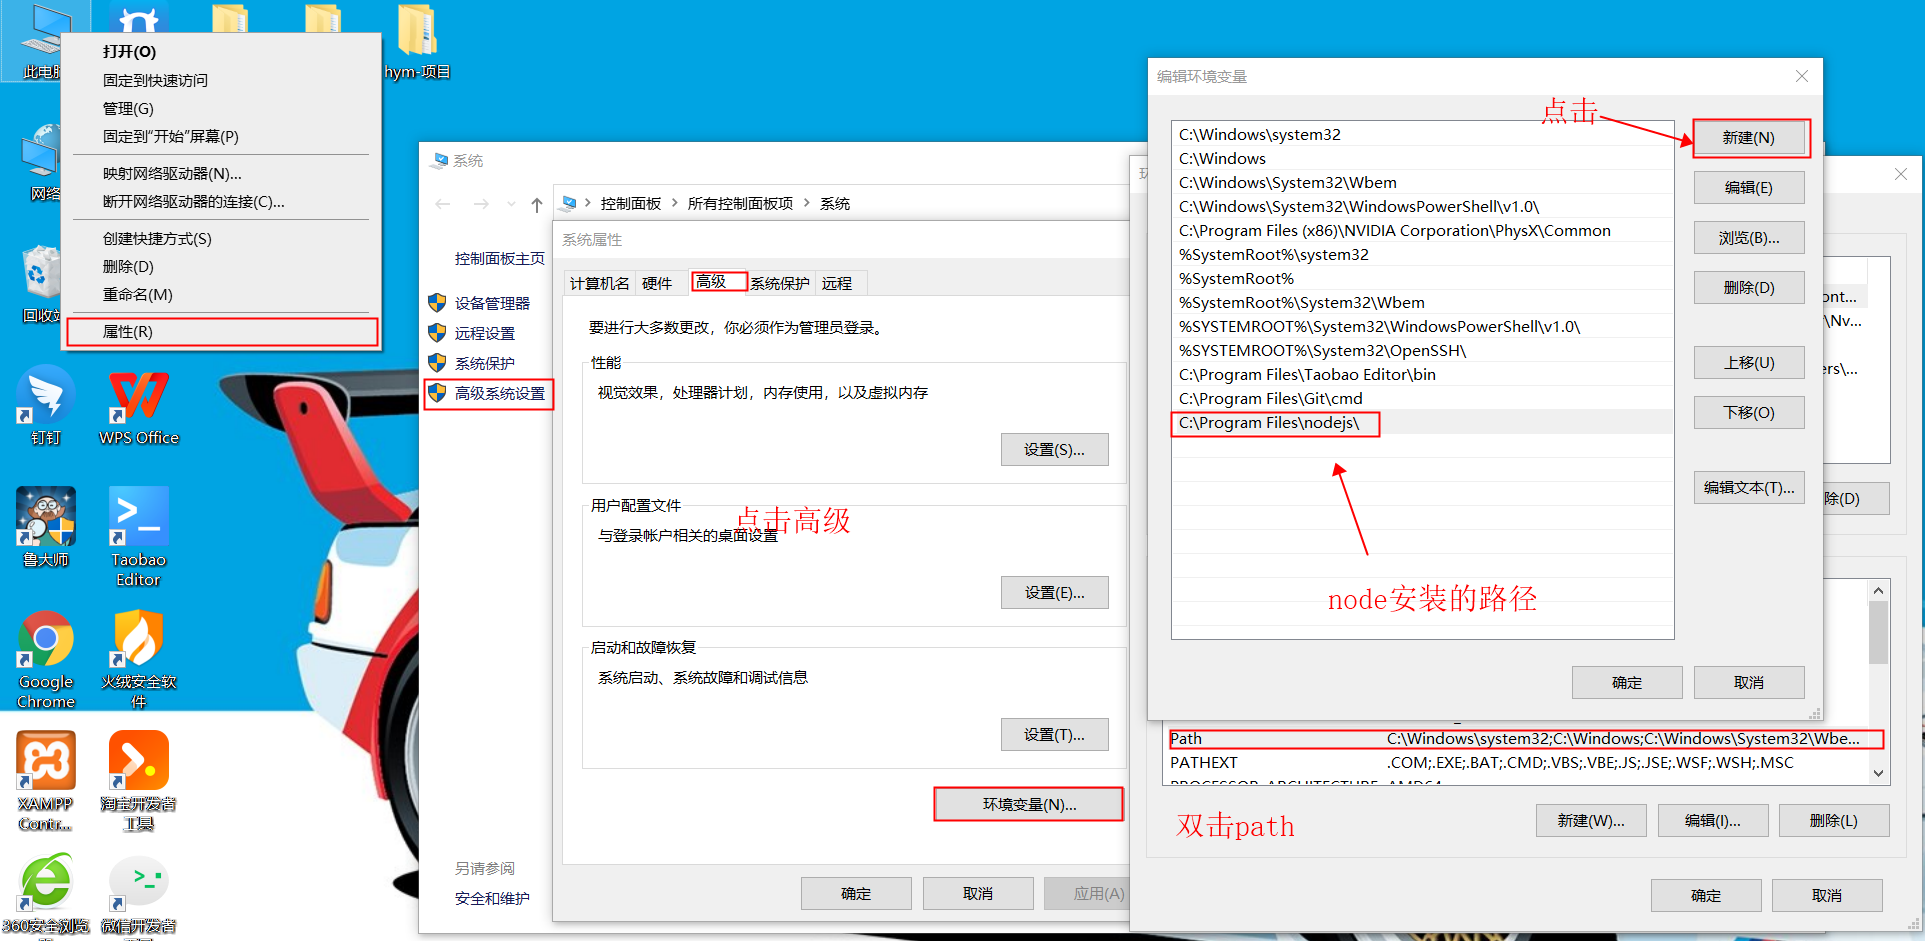 此电脑
hym-项目
网络
回收站
钉钉
WPS Office
鲁大师
Taobao
Editor
Google
Chrome
火绒安全软
件
XAMPP
Contr...
淘宝开发者
工具
360安全浏览
微信开发者
打开(O)
固定到快速访问
管理(G)
固定到“开始”屏幕(P)
映射网络驱动器(N)...
断开网络驱动器的连接(C)...
创建快捷方式(S)
删除(D)
重命名(M)
属性(R)
系统
控制面板 所有控制面板项 系统
控制面板主页
设备管理器
远程设置
系统保护
高级系统设置
另请参阅
安全和维护
系统属性
计算机名 硬件 高级 系统保护 远程
要进行大多数更改，你必须作为管理员登录。
性能
视觉效果，处理器计划，内存使用，以及虚拟内存
设置(S)...
用户配置文件
与登录帐户相关的桌面设置
点击高级
设置(E)...
启动和故障恢复
系统启动、系统故障和调试信息
设置(T)...
环境变量(N)...
确定 取消 应用(A)
编辑环境变量
点击
C:\Windows\system32
C:\Windows
C:\Windows\System32\Wbem
C:\Windows\System32\WindowsPowerShell\v1.0\
C:\Program Files (x86)\NVIDIA Corporation\PhysX\Common
%SystemRoot%\system32
%SystemRoot%
%SystemRoot%\System32\Wbem
%SYSTEMROOT%\System32\WindowsPowerShell\v1.0\
%SYSTEMROOT%\System32\OpenSSH\
C:\Program Files\Taobao Editor\bin
C:\Program Files\Git\cmd
C:\Program Files\nodejs\
node安装的路径
新建(N)
编辑(E)
浏览(B)...
删除(D)
上移(U)
下移(O)
编辑文本(T)...
确定 取消
环
ont...
\Nv...
ers\...
除(D)
Path C:\Windows\system32;C:\Windows;C:\Windows\System32\Wbe...
PATHEXT .COM;.EXE;.BAT;.CMD;.VBS;.VBE;.JS;.JSE;.WSF;.WSH;.MSC
PROCESSOR_ARCHITECTURE AMD64
双击path
新建(W)... 编辑(I)... 删除(L)
确定 取消